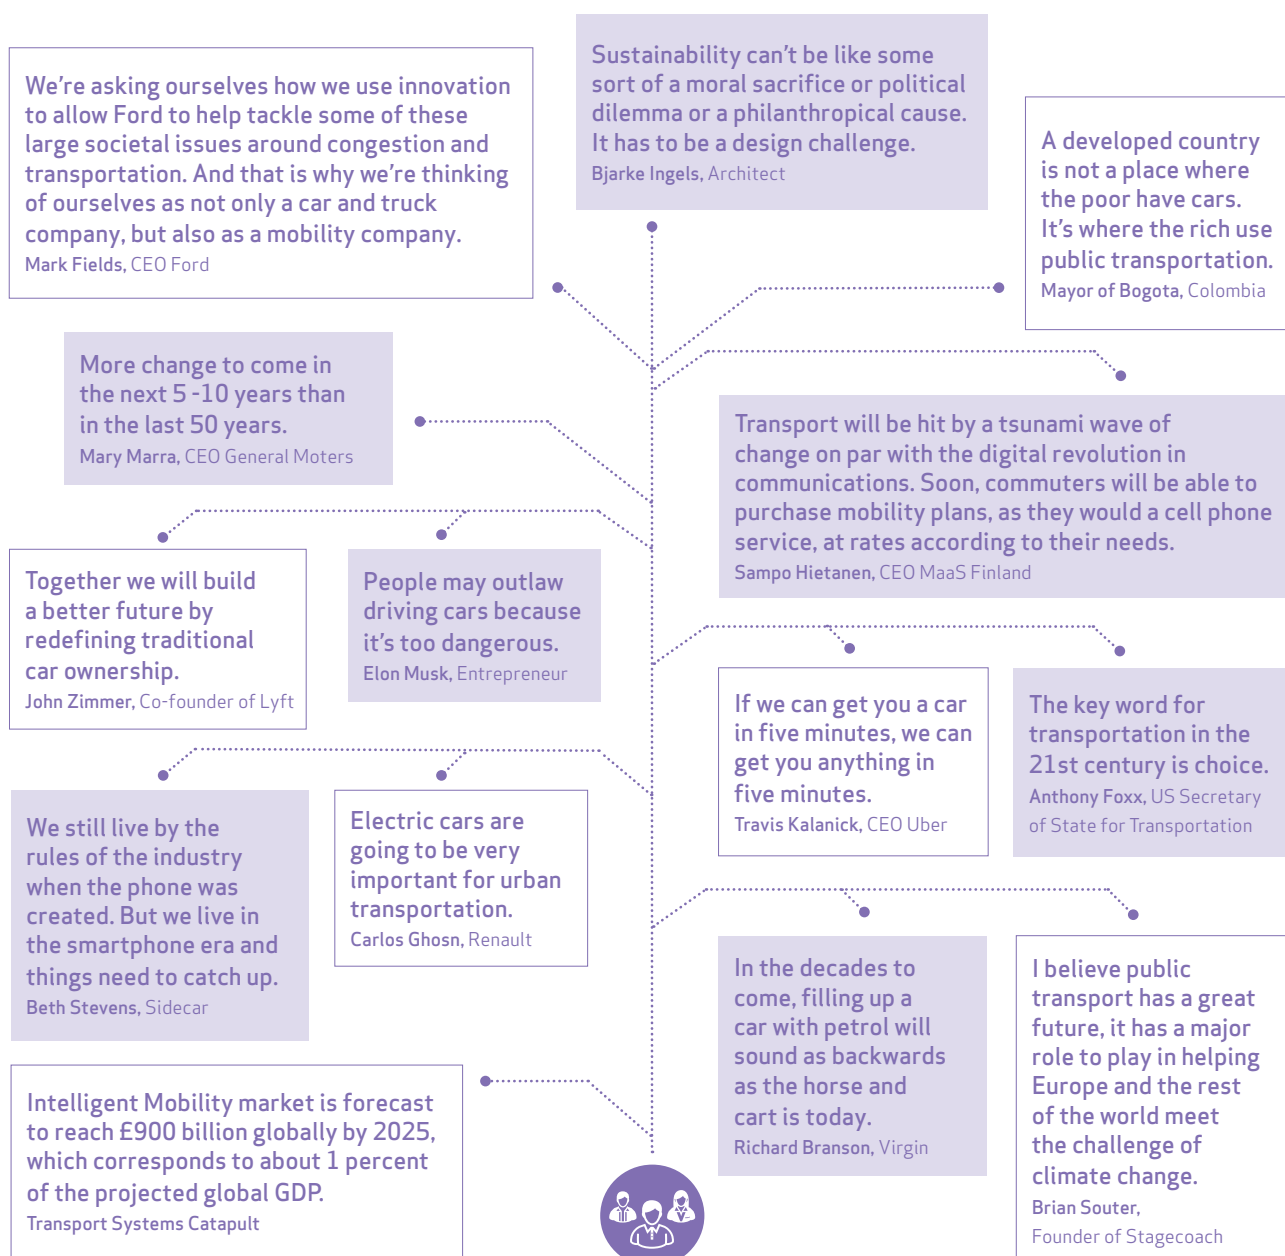 We're asking ourselves how we use innovation
to allow Ford to help tackle some of these
large societal issues around congestion and
transportation. And that is why we're thinking
of ourselves as not only a car and truck
company, but also as a mobility company.
Mark Fields, CEO Ford
Sustainability can't be like some
sort of a moral sacrifice or political
dilemma or a philanthropical cause.
It has to be a design challenge.
Bjarke Ingels, Architect
A developed country
is not a place where
the poor have cars.
It's where the rich use
public transportation.
Mayor of Bogota, Colombia
More change to come in
the next 5 -10 years than
in the last 50 years.
Mary Marra, CEO General Moters
Transport will be hit by a tsunami wave of
change on par with the digital revolution in
communications. Soon, commuters will be able to
purchase mobility plans, as they would a cell phone
service, at rates according to their needs.
Sampo Hietanen, CEO MaaS Finland
Together we will build
a better future by
redefining traditional
car ownership.
John Zimmer, Co-founder of Lyft
People may outlaw
driving cars because
it's too dangerous.
Elon Musk, Entrepreneur
If we can get you a car
in five minutes, we can
get you anything in
five minutes.
Travis Kalanick, CEO Uber
The key word for
transportation in the
21st century is choice.
Anthony Foxx, US Secretary
of State for Transportation
We still live by the
rules of the industry
when the phone was
created. But we live in
the smartphone era and
things need to catch up.
Beth Stevens, Sidecar
Electric cars are
going to be very
important for urban
transportation.
Carlos Ghosn, Renault
In the decades to
come, filling up a
car with petrol will
sound as backwards
as the horse and
cart is today.
Richard Branson, Virgin
I believe public
transport has a great
future, it has a major
role to play in helping
Europe and the rest
of the world meet
the challenge of
climate change.
Brian Souter,
Founder of Stagecoach
Intelligent Mobility market is forecast
to reach £900 billion globally by 2025,
which corresponds to about 1 percent
of the projected global GDP.
Transport Systems Catapult